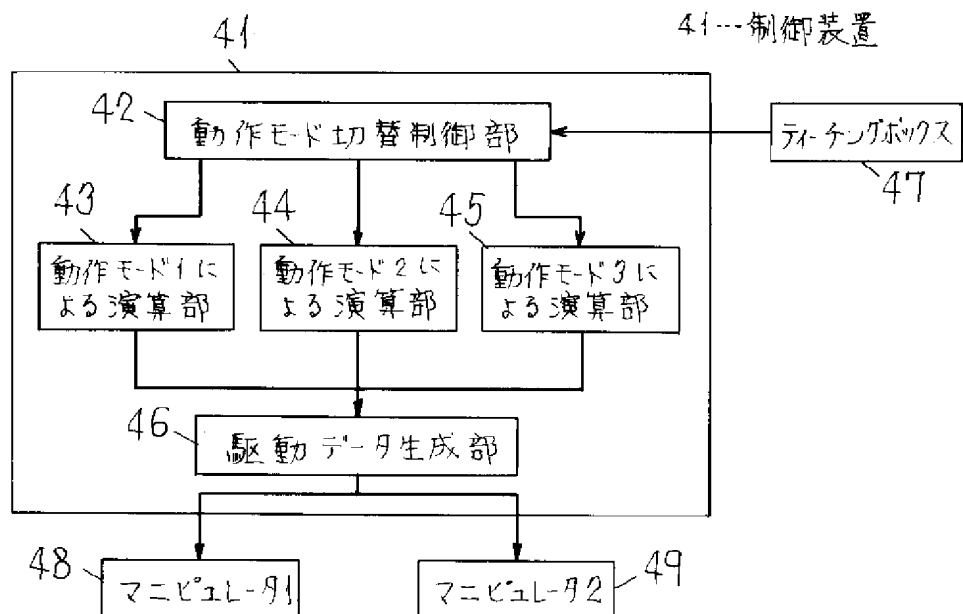 41…制御装置
41
42
動作モード切替制御部
ティーチングボックス
47
43
44
45
動作モード1に
よる演算部
動作モード2に
よる演算部
動作モード3に
よる演算部
46
駆動データ生成部
48
マニピュレータ1
マニピュレータ2
49